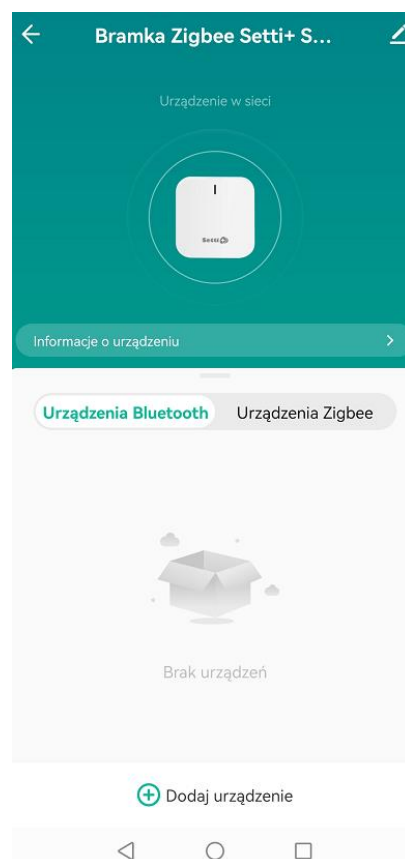 Bramka Zigbee Setti+ S...
Urządzenie w sieci
Setti
Informacje o urządzeniu
Urządzenia Bluetooth Urządzenia Zigbee
Brak urządzeń
Dodaj urządzenie